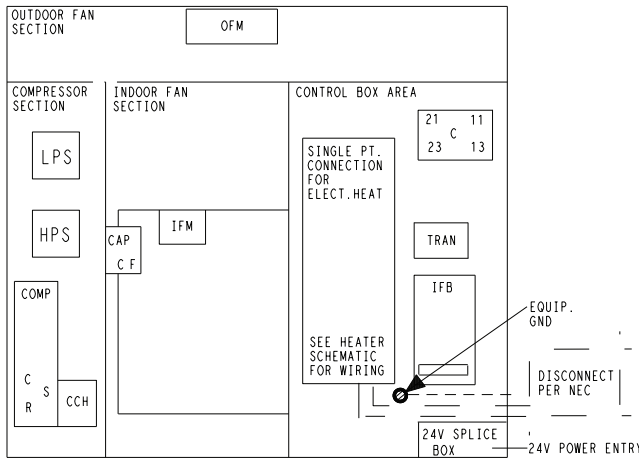 OUTDOOR FAN
SECTION
OFM
COMPRESSOR
SECTION
INDOOR FAN
SECTION
CONTROL BOX AREA
LPS
HPS
COMP
C
S
R
CCH
CAP
C F
IFM
SINGLE PT.
CONNECTION
FOR
ELECT.HEAT
SEE HEATER
SCHEMATIC
FOR WIRING
21 11
C
23 13
TRAN
IFB
EQUIP.
GND
DISCONNECT
PER NEC
24V SPLICE
BOX
24V POWER ENTRY